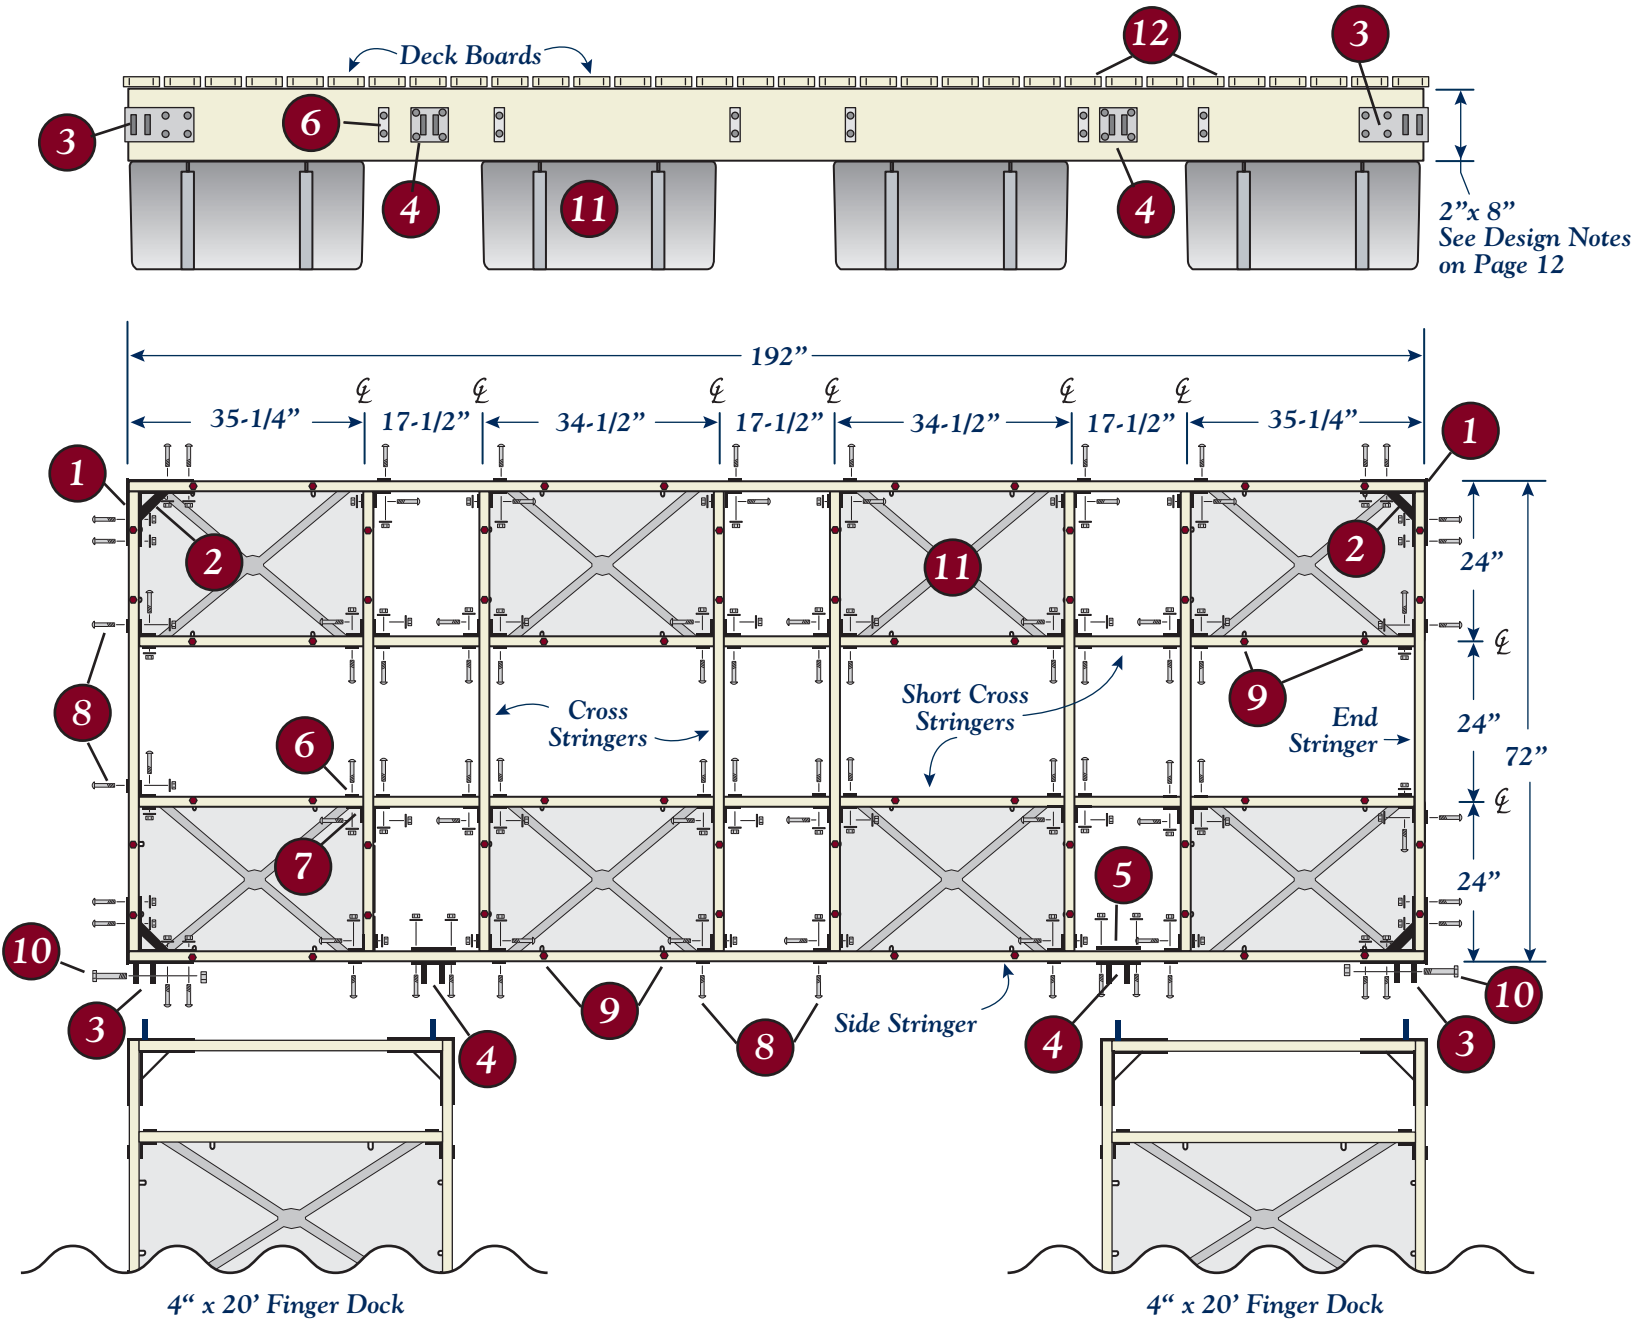 Deck Boards
12
3
3
6
4
11
4
2”x 8”
See Design Notes
on Page 12
192”
℄ ℄ ℄ ℄ ℄ ℄
35-1/4” 17-1/2” 34-1/2” 17-1/2” 34-1/2” 17-1/2” 35-1/4”
1
1
2
11
2
24”
℄
8
Cross
Stringers
Short Cross
Stringers
9
End
Stringer
24”
72”
6
℄
7
5
24”
10
3
9
8
Side Stringer
10
4
4
3
4“ x 20’ Finger Dock
4“ x 20’ Finger Dock